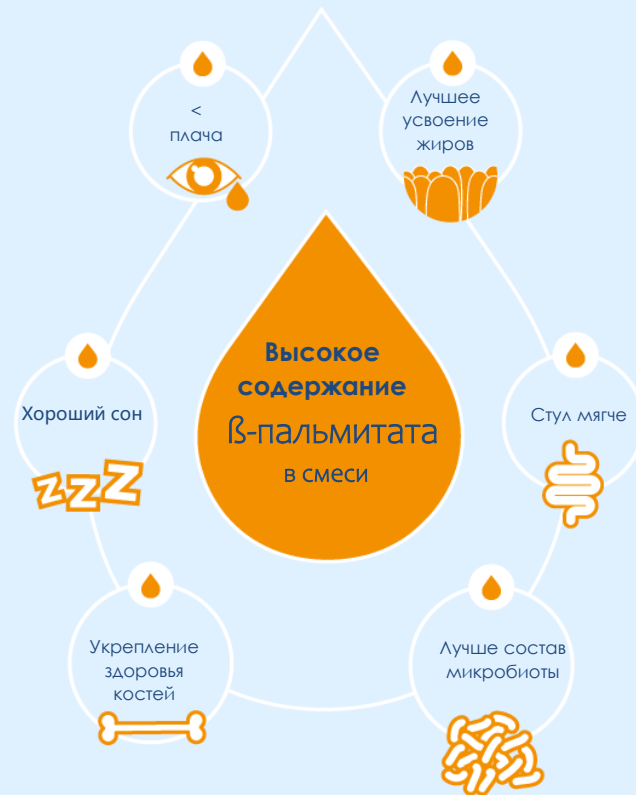 <
плача
Лучшее
усвоение
жиров
Высокое
содержание
ß-пальмитата
в смеси
Хороший сон
zzz
Стул мягче
Укрепление
здоровья
костей
Лучше состав
микробиоты